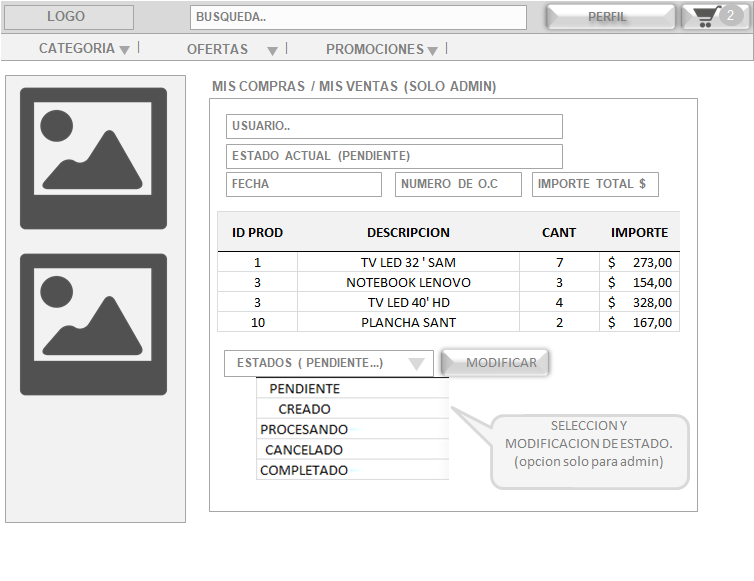 LOGO
BUSQUEDA..
PERFIL
2
CATEGORIA
OFERTAS
PROMOCIONES
MIS COMPRAS / MIS VENTAS (SOLO ADMIN)
USUARIO..
ESTADO ACTUAL (PENDIENTE)
FECHA
NUMERO DE O.C
IMPORTE TOTAL $
ID PROD DESCRIPCION CANT IMPORTE
1 TV LED 32 ' SAM 7 $ 273,00
3 NOTEBOOK LENOVO 3 $ 154,00
3 TV LED 40' HD 4 $ 328,00
10 PLANCHA SANT 2 $ 167,00
ESTADOS ( PENDIENTE...)
MODIFICAR
PENDIENTE
CREADO
PROCESANDO
CANCELADO
COMPLETADO
SELECCION Y
MODIFICACION DE ESTADO.
(opcion solo para admin)